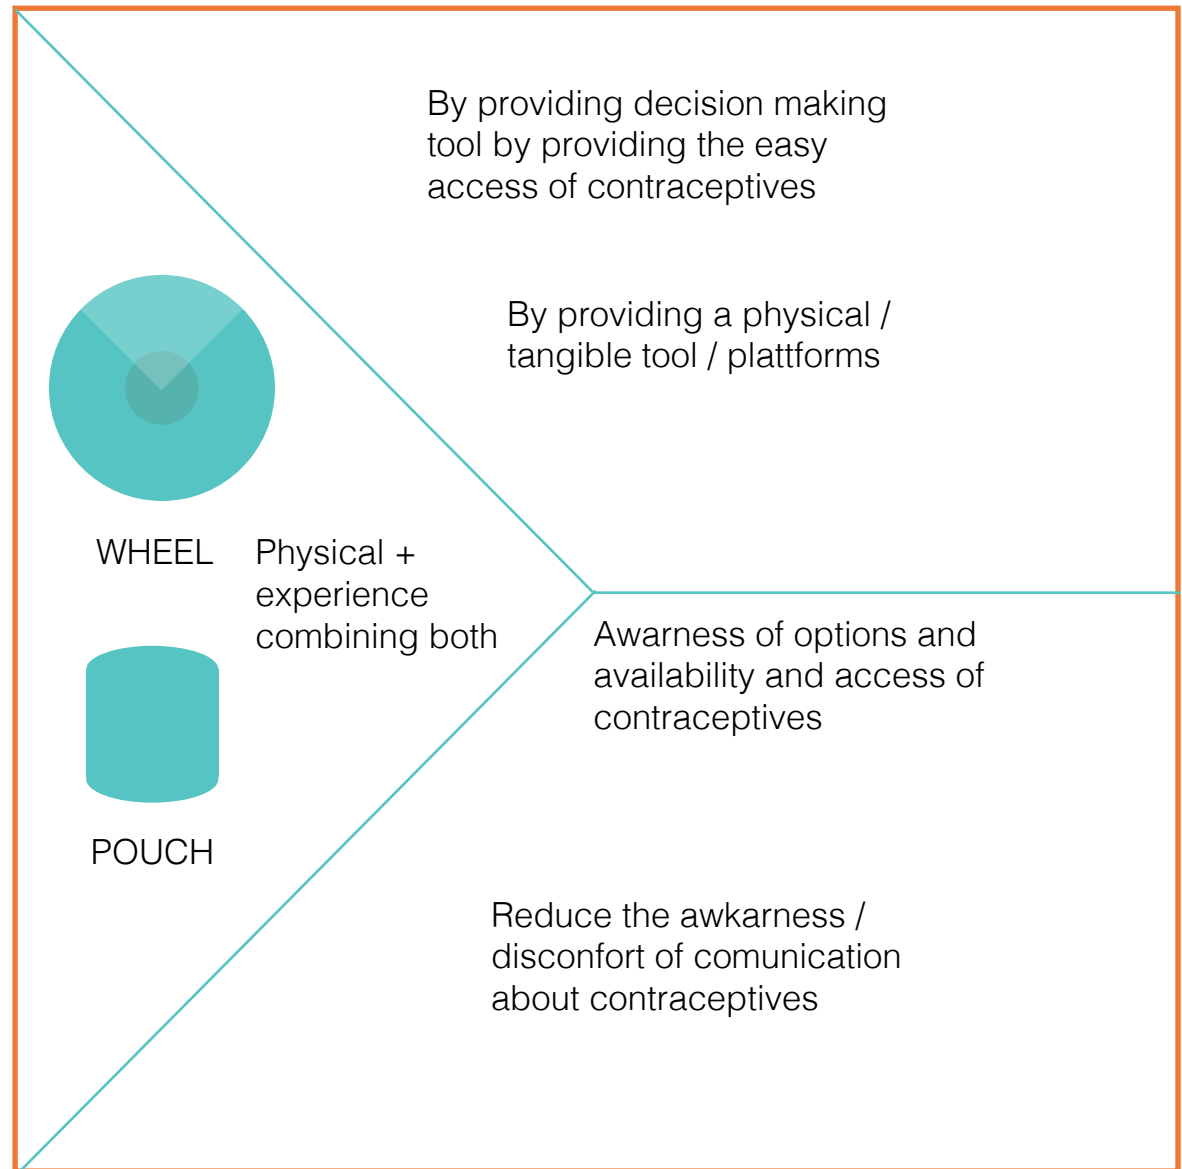 By providing decision making
tool by providing the easy
access of contraceptives
By providing a physical /
tangible tool / plattforms
WHEEL
Physical +
experience
combining both
POUCH
Awarness of options and
availability and access of
contraceptives
Reduce the awkarness /
disconfort of comunication
about contraceptives